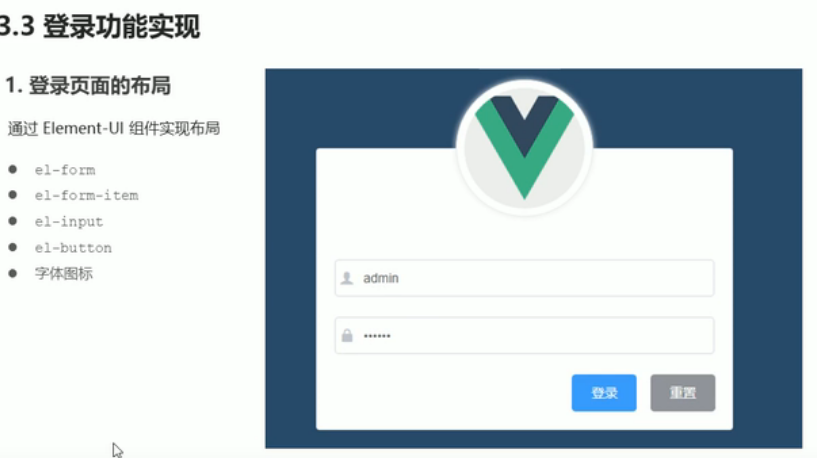 3.3 登录功能实现
1. 登录页面的布局
通过 Element-UI 组件实现布局
● el-form
● el-form-item
● el-input
● el-button
● 字体图标
admin
••••••
登录 重置